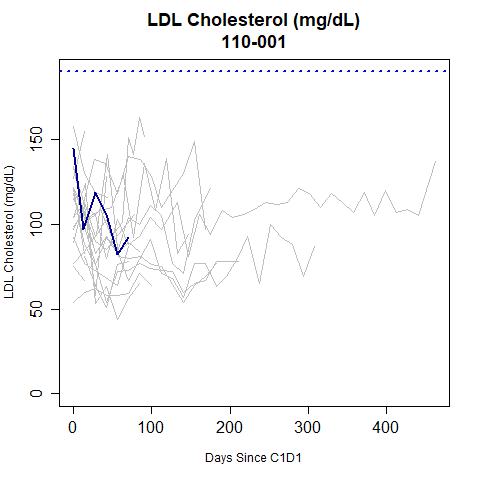 LDL Cholesterol (mg/dL)
110-001
LDL Cholesterol (mg/dL)
150
100
50
0
0 100 200 300 400
Days Since C1D1